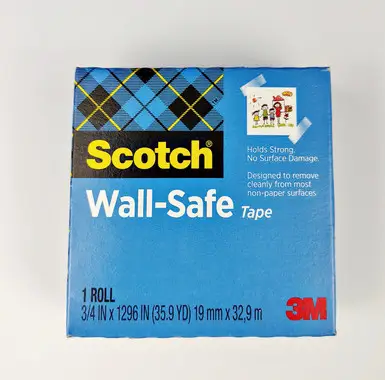 Scotch®
Wall-Safe Tape
Holds Strong.
No Surface Damage.
Designed to remove
cleanly from most
non-paper surfaces.
1 ROLL
3/4 IN x 1296 IN (35.9 YD) 19 mm x 32,9 m
3M